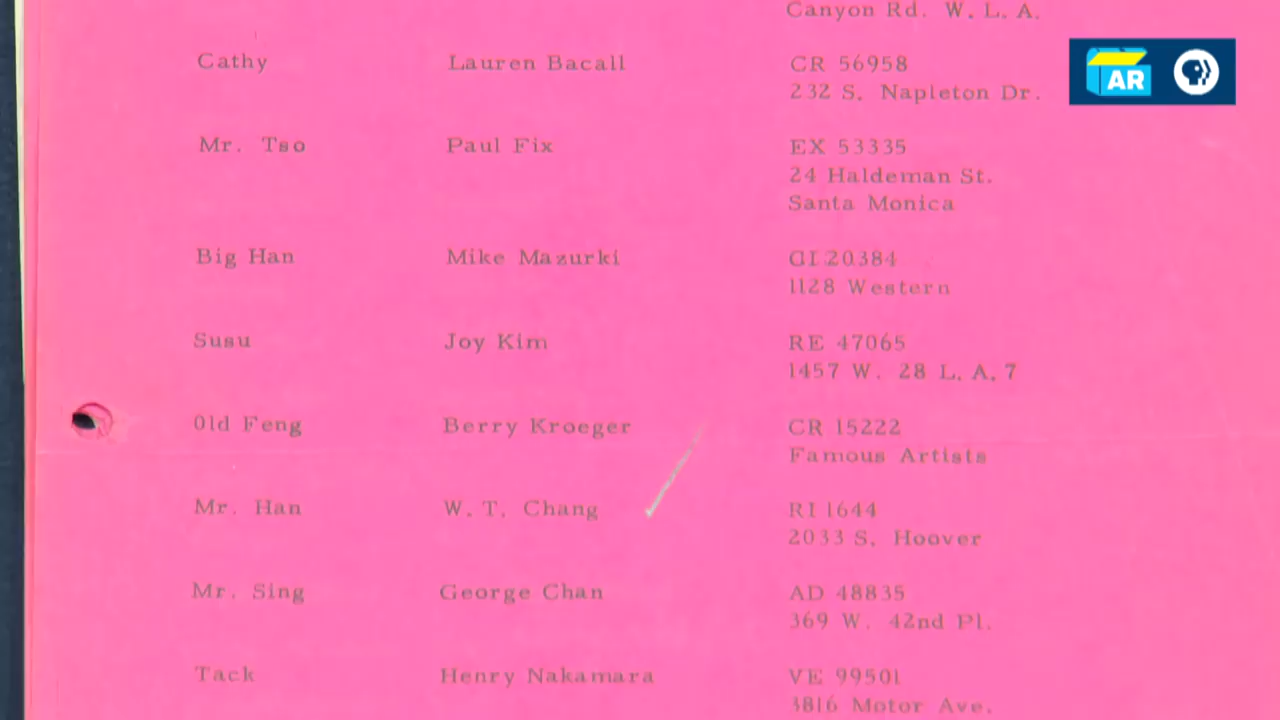 Canyon Rd. W. L. A.
Cathy Lauren Bacall CR 56958
232 S. Napleton Dr.
Mr. Tso Paul Fix EX 53335
24 Haldeman St.
Santa Monica
Big Han Mike Mazurki GI 20384
1128 Western
Susu Joy Kim RE 47065
1457 W. 28 L. A. 7
Old Feng Berry Kroeger CR 15222
Famous Artists
Mr. Han W. T. Chang RI 1644
2033 S. Hoover
Mr. Sing George Chan AD 48835
369 W. 42nd Pl.
Tack Henry Nakamara VE 99501
3816 Motor Ave.
AR